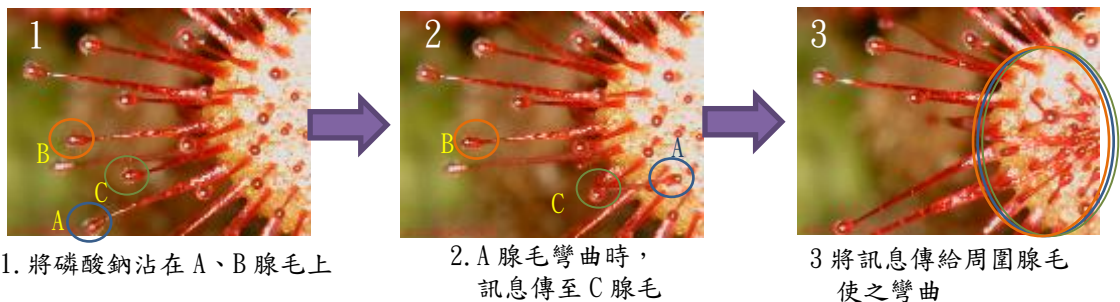 1
2
3
B
C
A
B
C
A
1.將磷酸鈉沾在 A、B 腺毛上
2.A 腺毛彎曲時，
訊息傳至 C 腺毛
3 將訊息傳給周圍腺毛
使之彎曲